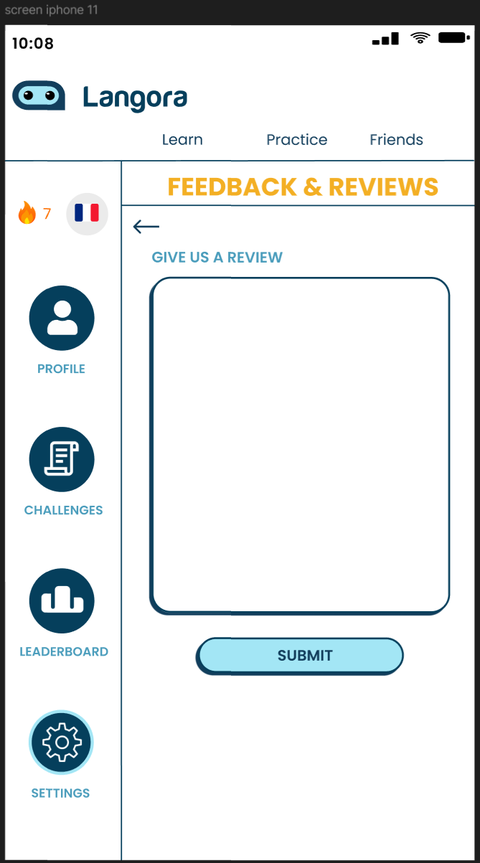 screen iphone 11
10:08
Langora
Learn Practice Friends
FEEDBACK & REVIEWS
7
GIVE US A REVIEW
PROFILE
CHALLENGES
LEADERBOARD
SUBMIT
SETTINGS